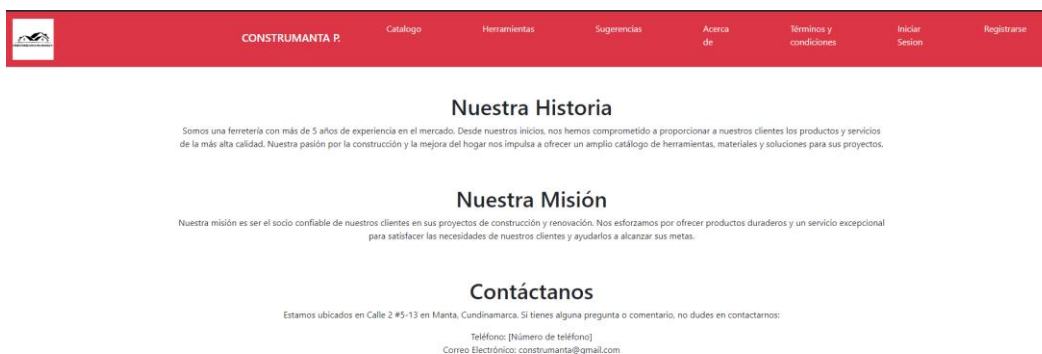 CONSTRUMANTA P.
Catalogo
Herramientas
Sugerencias
Acerca
de
Términos y
condiciones
Iniciar
Sesion
Registrarse
Nuestra Historia
Somos una ferretería con más de 5 años de experiencia en el mercado. Desde nuestros inicios, nos hemos comprometido a proporcionar a nuestros clientes los productos y servicios
de la más alta calidad. Nuestra pasión por la construcción y la mejora del hogar nos impulsa a ofrecer un amplio catálogo de herramientas, materiales y soluciones para sus proyectos.
Nuestra Misión
Nuestra misión es ser el socio confiable de nuestros clientes en sus proyectos de construcción y renovación. Nos esforzamos por ofrecer productos duraderos y un servicio excepcional
para satisfacer las necesidades de nuestros clientes y ayudarlos a alcanzar sus metas.
Contáctanos
Estamos ubicados en Calle 2 #5-13 en Manta, Cundinamarca. Si tienes alguna pregunta o comentario, no dudes en contactarnos:
Teléfono: [Número de teléfono]
Correo Electrónico: construmanta@gmail.com